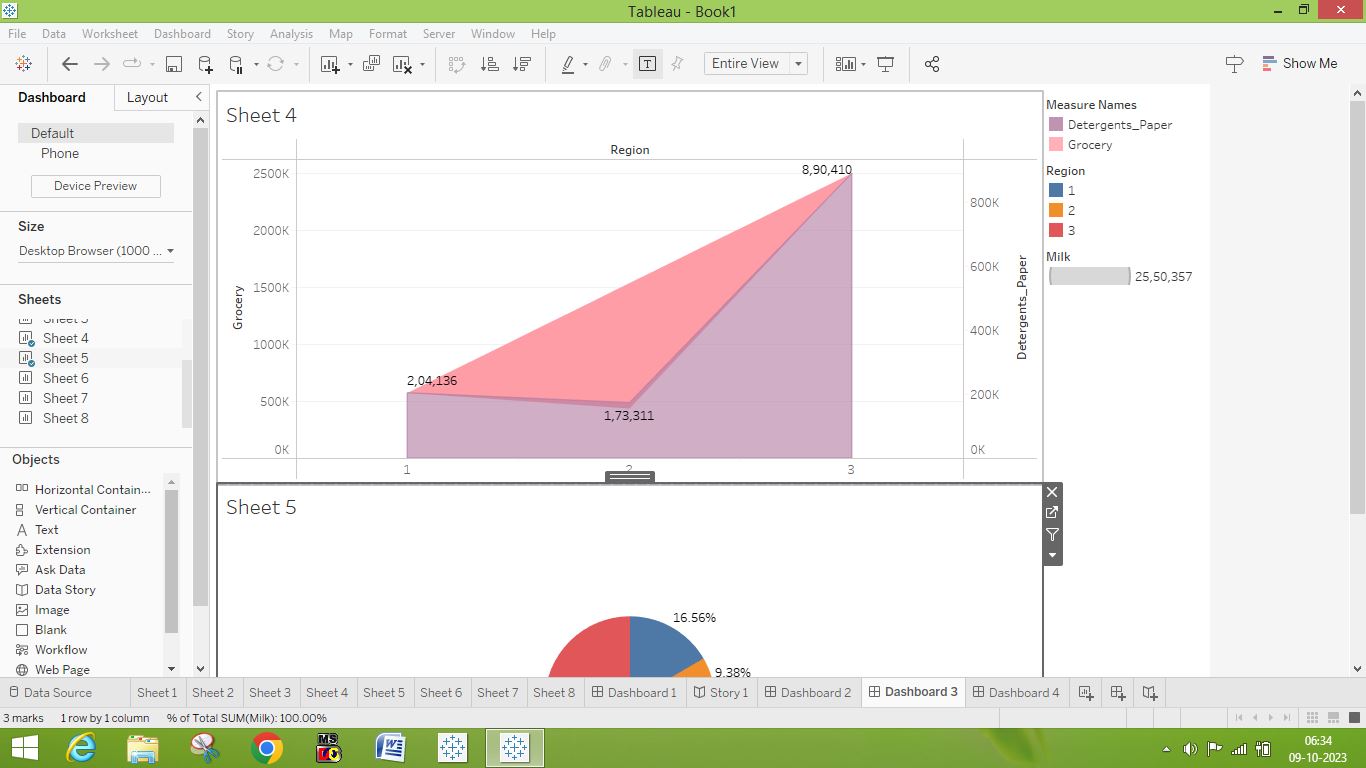 Tableau - Book1
File Data Worksheet Dashboard Story Analysis Map Format Server Window Help
Entire View
Show Me
Dashboard Layout
Default
Phone
Device Preview
Size
Desktop Browser (1000 ...
Sheets
Sheet 4
Sheet 5
Sheet 6
Sheet 7
Sheet 8
Objects
Horizontal Contain...
Vertical Container
Text
Extension
Ask Data
Data Story
Image
Blank
Workflow
Web Page
Sheet 4
Region
2500K
2000K
1500K
1000K
500K
0K
Grocery
8,90,410
2,04,136
1,73,311
800K
600K
400K
200K
0K
Detergents_Paper
1 2 3
Sheet 5
16.56%
9.38%
Measure Names
Detergents_Paper
Grocery
Region
1
2
3
Milk
25,50,357
Data Source Sheet 1 Sheet 2 Sheet 3 Sheet 4 Sheet 5 Sheet 6 Sheet 7 Sheet 8 Dashboard 1 Story 1 Dashboard 2 Dashboard 3 Dashboard 4
3 marks 1 row by 1 column % of Total SUM(Milk): 100.00%
MS
06:34
09-10-2023